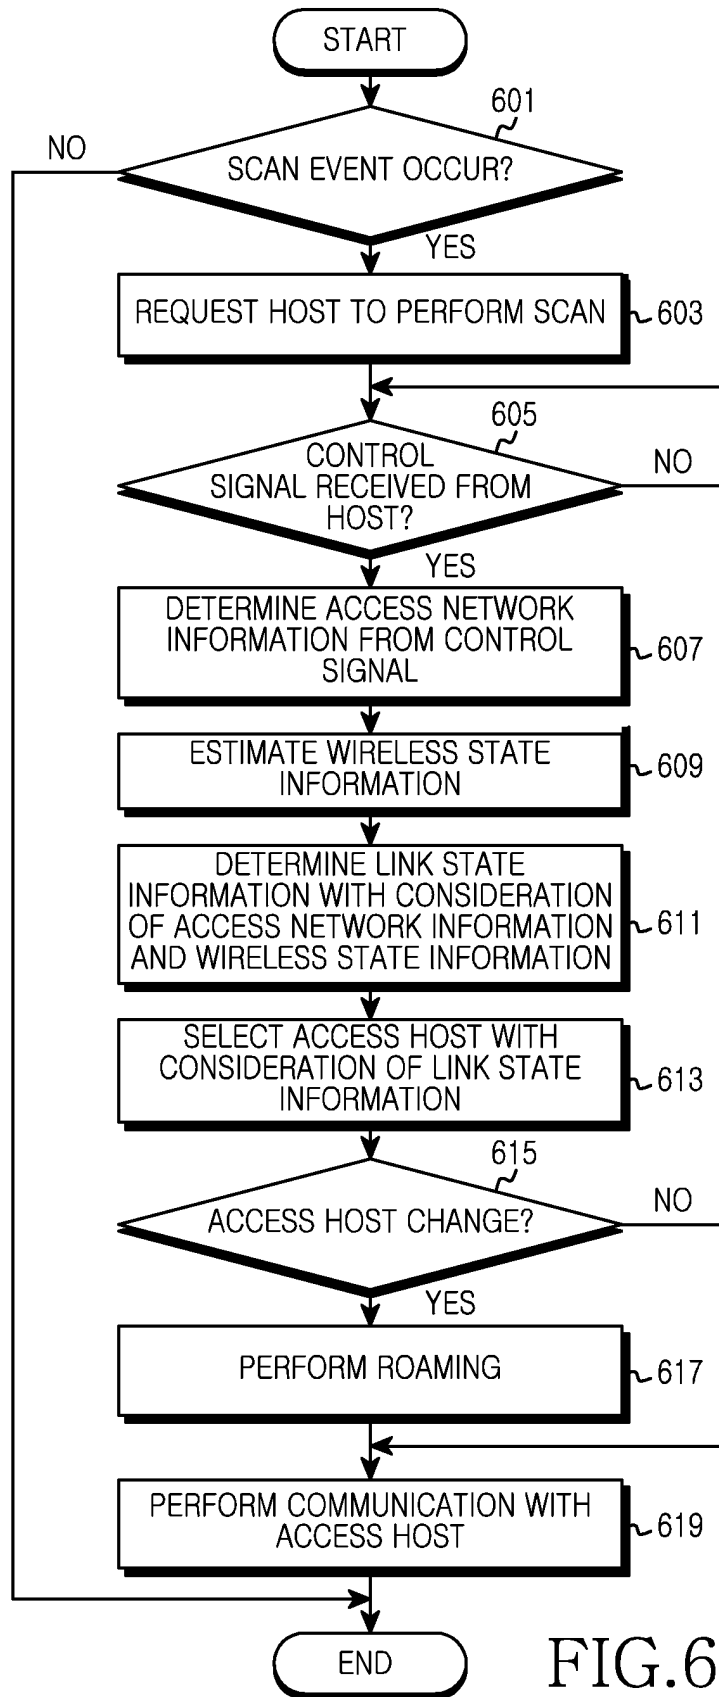 START
601
NO
SCAN EVENT OCCUR?
YES
REQUEST HOST TO PERFORM SCAN
603
605
CONTROL
SIGNAL RECEIVED FROM
HOST?
NO
YES
DETERMINE ACCESS NETWORK
INFORMATION FROM CONTROL
SIGNAL
607
ESTIMATE WIRELESS STATE
INFORMATION
609
DETERMINE LINK STATE
INFORMATION WITH CONSIDERATION
OF ACCESS NETWORK INFORMATION
AND WIRELESS STATE INFORMATION
611
SELECT ACCESS HOST WITH
CONSIDERATION OF LINK STATE
INFORMATION
613
615
ACCESS HOST CHANGE?
NO
YES
PERFORM ROAMING
617
PERFORM COMMUNICATION WITH
ACCESS HOST
619
END
FIG.6